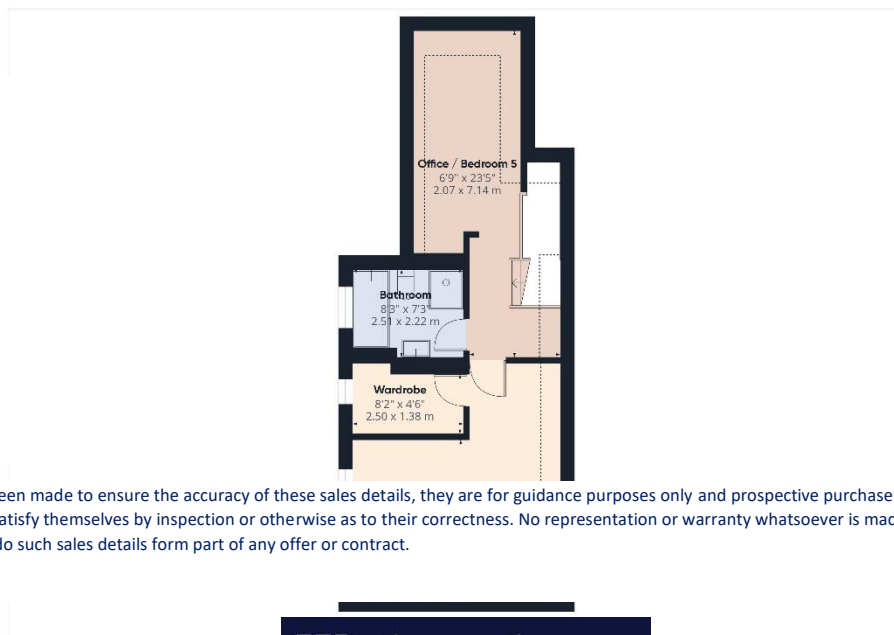 Office / Bedroom 5
6'9" x 23'5"
2.07 x 7.14 m
Bathroom
8'3" x 7'3"
2.51 x 2.22 m
Wardrobe
8'2" x 4'6"
2.50 x 1.38 m
een made to ensure the accuracy of these sales details, they are for guidance purposes only and prospective purchase
atisfy themselves by inspection or otherwise as to their correctness. No representation or warranty whatsoever is mad
do such sales details form part of any offer or contract.